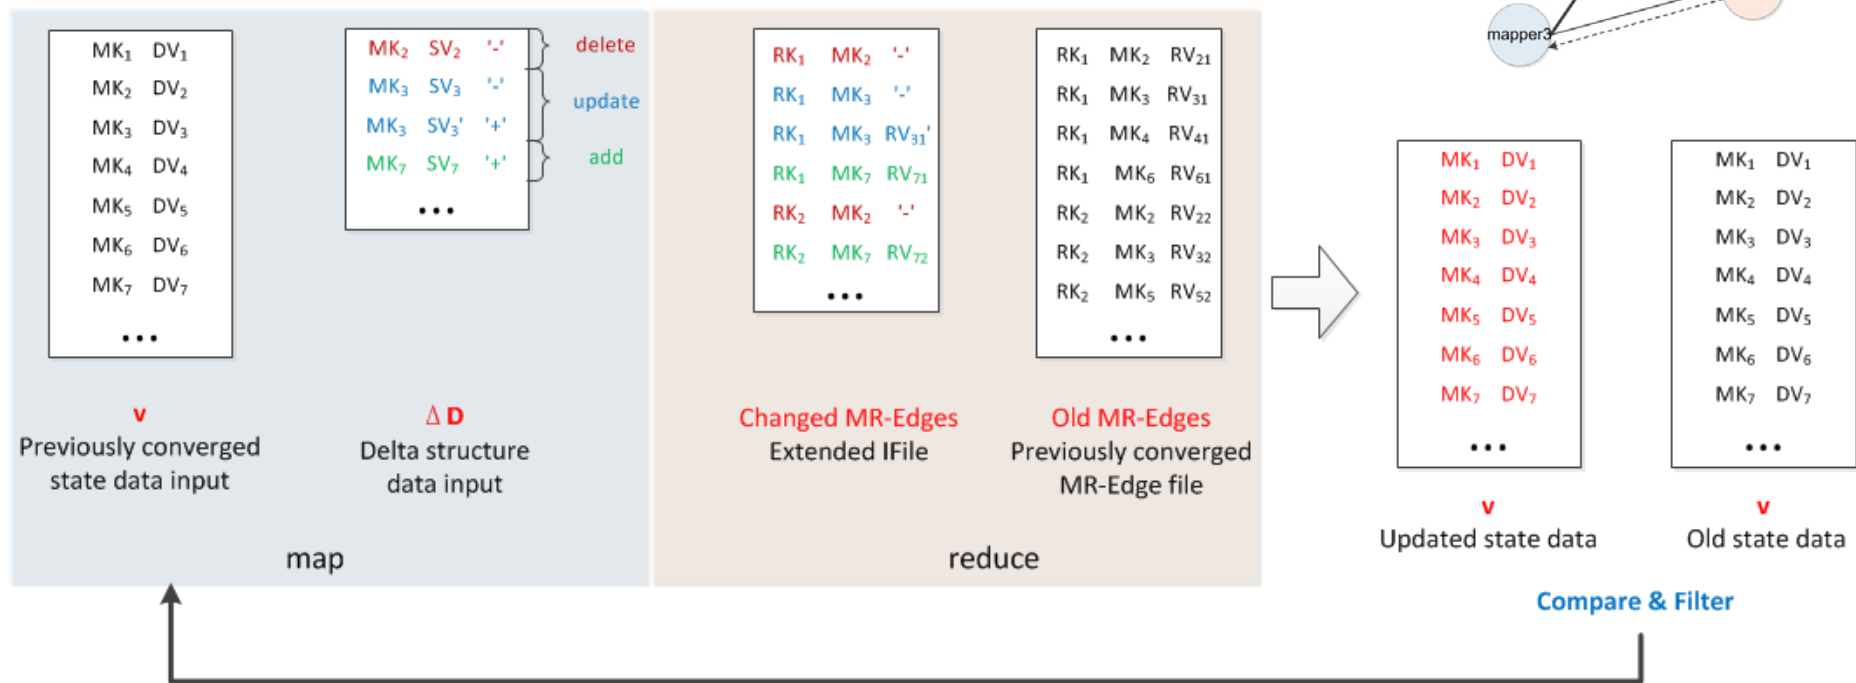 mapper3
MK₁ DV₁
MK₂ DV₂
MK₃ DV₃
MK₄ DV₄
MK₅ DV₅
MK₆ DV₆
MK₇ DV₇
...
v
Previously converged
state data input
MK₂ SV₂ '-'
MK₃ SV₃ '-'
MK₃ SV₃' '+'
MK₇ SV₇ '+'
...
delete
update
add
Δ D
Delta structure
data input
map
RK₁ MK₂ '-'
RK₁ MK₃ '-'
RK₁ MK₃ RV₃₁'
RK₁ MK₇ RV₇₁
RK₂ MK₂ '-'
RK₂ MK₇ RV₇₂
...
Changed MR-Edges
Extended IFile
RK₁ MK₂ RV₂₁
RK₁ MK₃ RV₃₁
RK₁ MK₄ RV₄₁
RK₁ MK₆ RV₆₁
RK₂ MK₂ RV₂₂
RK₂ MK₃ RV₃₂
RK₂ MK₅ RV₅₂
...
Old MR-Edges
Previously converged
MR-Edge file
reduce
MK₁ DV₁
MK₂ DV₂
MK₃ DV₃
MK₄ DV₄
MK₅ DV₅
MK₆ DV₆
MK₇ DV₇
...
v
Updated state data
MK₁ DV₁
MK₂ DV₂
MK₃ DV₃
MK₄ DV₄
MK₅ DV₅
MK₆ DV₆
MK₇ DV₇
...
v
Old state data
Compare & Filter